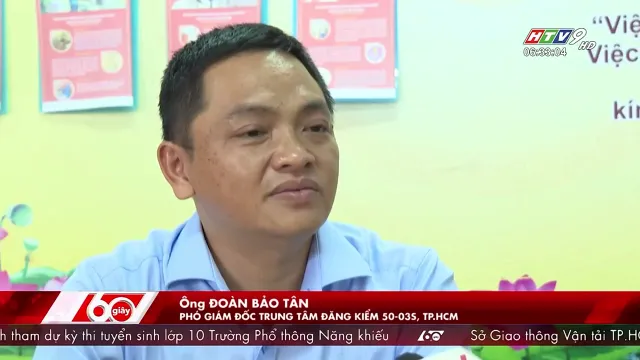 “Việ
Việc
kín
HTV9 HD
06:33:04
60 giây
Ông ĐOÀN BẢO TÂN
PHÓ GIÁM ĐỐC TRUNG TÂM ĐĂNG KIỂM 50-03S, TP.HCM
h tham dự kỳ thi tuyển sinh lớp 10 Trường Phổ thông Năng khiếu 60s Sở Giao thông Vận tải TP.H